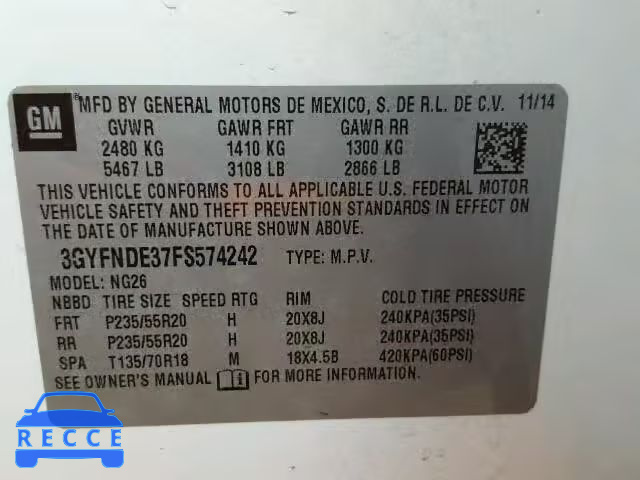 GM
® MFD BY GENERAL MOTORS DE MEXICO, S. DE R.L. DE C.V. 11/14
GVWR GAWR FRT GAWR RR
2480 KG 1410 KG 1300 KG
5467 LB 3108 LB 2866 LB
THIS VEHICLE CONFORMS TO ALL APPLICABLE U.S. FEDERAL MOTOR
VEHICLE SAFETY AND THEFT PREVENTION STANDARDS IN EFFECT ON
THE DATE OF MANUFACTURE SHOWN ABOVE.
3GYFNDE37FS574242 TYPE: M.P.V.
MODEL: NG26
NBBD TIRE SIZE SPEED RTG RIM COLD TIRE PRESSURE
FRT P235/55R20 H 20X8J 240KPA(35PSI)
RR P235/55R20 H 20X8J 240KPA(35PSI)
SPA T135/70R18 M 18X4.5B 420KPA(60PSI)
SEE OWNER'S MANUAL FOR MORE INFORMATION.
RECCE